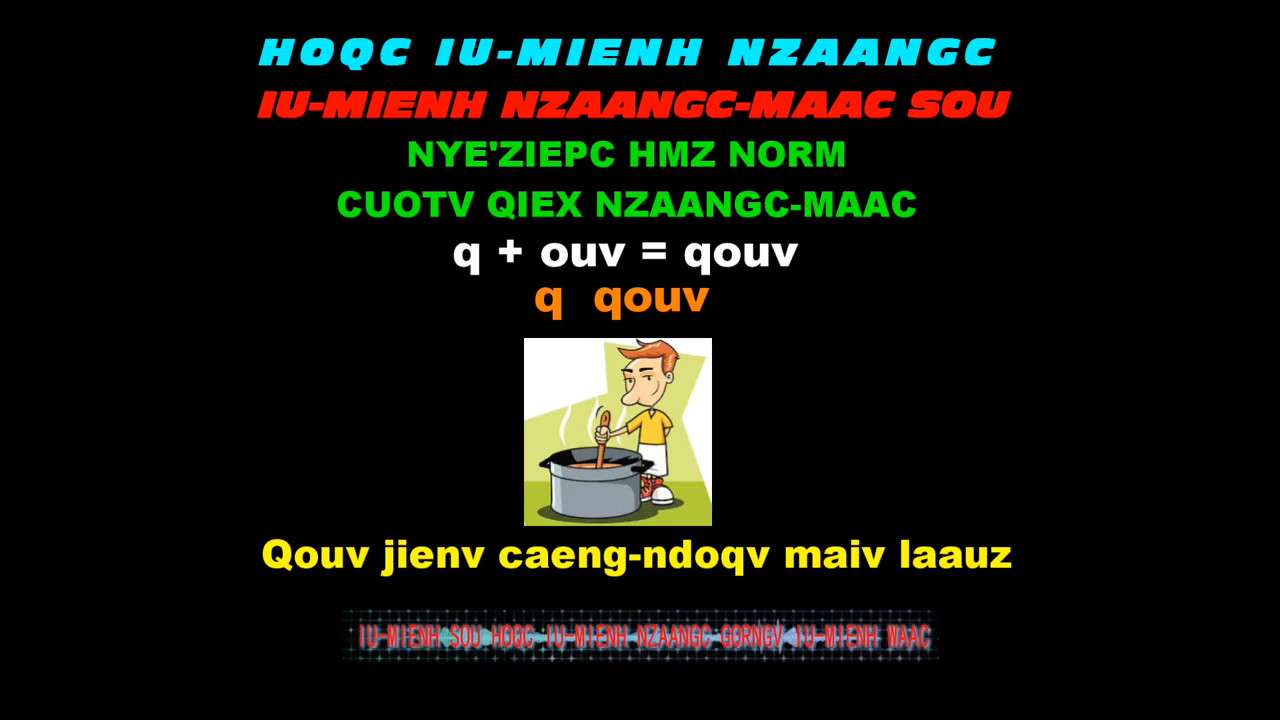 HOQC IU-MIENH NZAANGC
IU-MIENH NZAANGC-MAAC SOU
NYE'ZIEPC HMZ NORM
CUOTV QIEX NZAANGC-MAAC
q + ouv = qouv
q qouv
Qouv jienv caeng-ndoqv maiv laauz
IU-MIENH SOU HOQC IU-MIENH NZAANGC GORNGV IU-MIENH WAAC